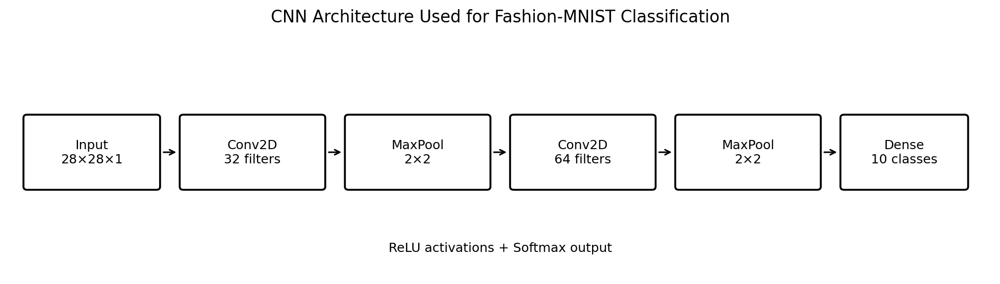 CNN Architecture Used for Fashion-MNIST Classification
Input
28×28×1
Conv2D
32 filters
MaxPool
2×2
Conv2D
64 filters
MaxPool
2×2
Dense
10 classes
ReLU activations + Softmax output